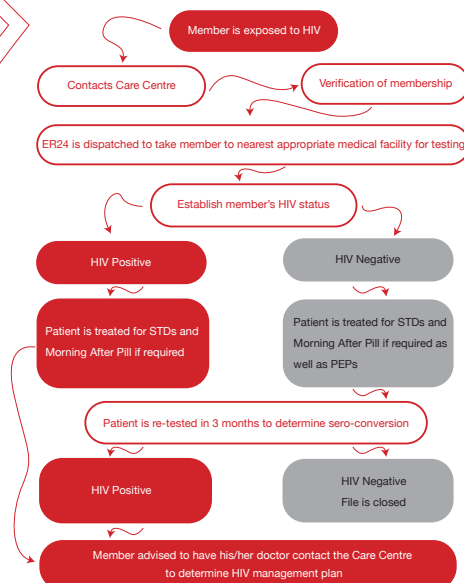 Member is exposed to HIV
Contacts Care Centre
Verification of membership
ER24 is dispatched to take member to nearest appropriate medical facility for testing
Establish member's HIV status
HIV Positive
HIV Negative
Patient is treated for STDs and
Morning After Pill if required
Patient is treated for STDs and
Morning After Pill if required as
well as PEPs
Patient is re-tested in 3 months to determine sero-conversion
HIV Positive
HIV Negative
File is closed
Member advised to have his/her doctor contact the Care Centre
to determine HIV management plan